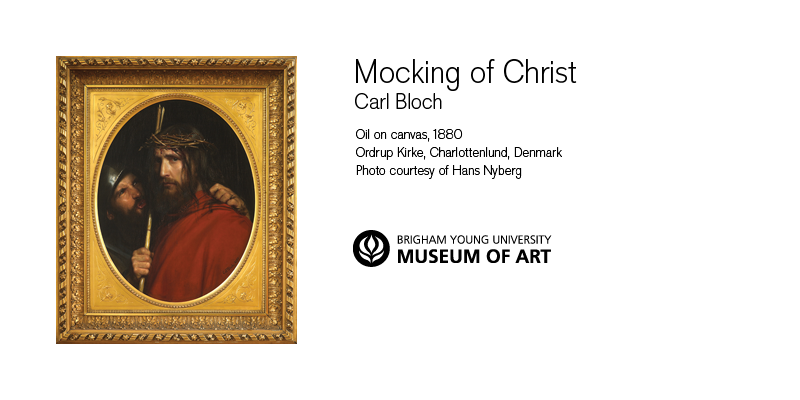 Mocking of Christ
Carl Bloch
Oil on canvas, 1880
Ordrup Kirke, Charlottenlund, Denmark
Photo courtesy of Hans Nyberg
BRIGHAM YOUNG UNIVERSITY
MUSEUM OF ART